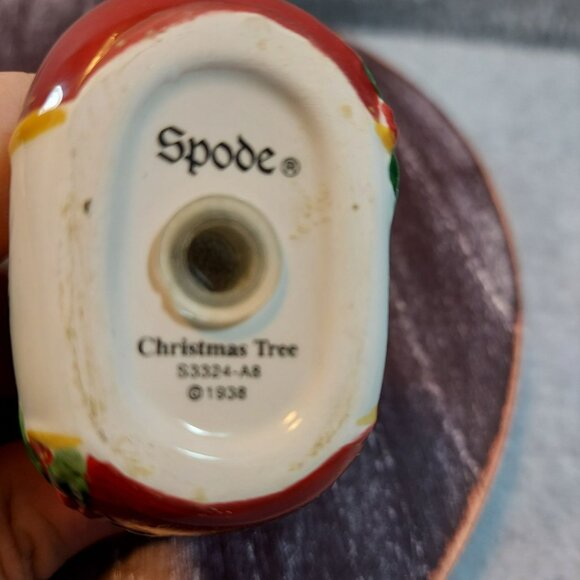 Spode ®
Christmas Tree
S3324-A8
©1938